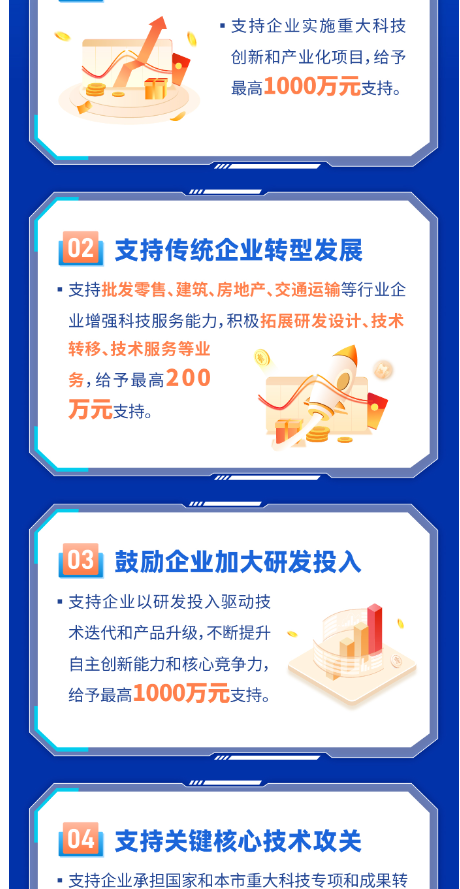 ▪ 支持企业实施重大科技
创新和产业化项目,给予
最高1000万元支持。
02 支持传统企业转型发展
▪ 支持批发零售、建筑、房地产、交通运输等行业企
业增强科技服务能力,积极拓展研发设计、技术
转移、技术服务等业
务,给予最高200
万元支持。
03 鼓励企业加大研发投入
▪ 支持企业以研发投入驱动技
术迭代和产品升级,不断提升
自主创新能力和核心竞争力,
给予最高1000万元支持。
04 支持关键核心技术攻关
▪ 支持企业承担国家和本市重大科技专项和成果转